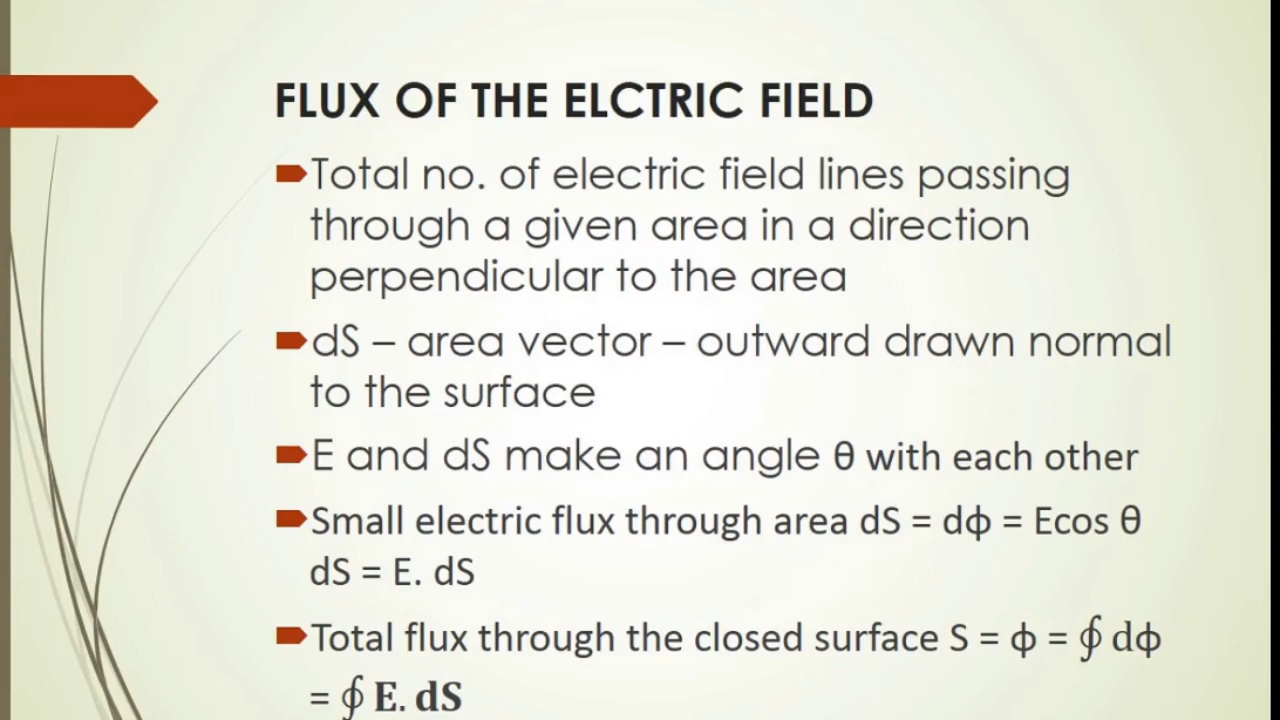 FLUX OF THE ELCTRIC FIELD
Total no. of electric field lines passing
through a given area in a direction
perpendicular to the area
dS – area vector – outward drawn normal
to the surface
E and dS make an angle θ with each other
Small electric flux through area dS = dϕ = Ecos θ
dS = E. dS
Total flux through the closed surface S = ϕ = ∮ dϕ
= ∮ E. dS